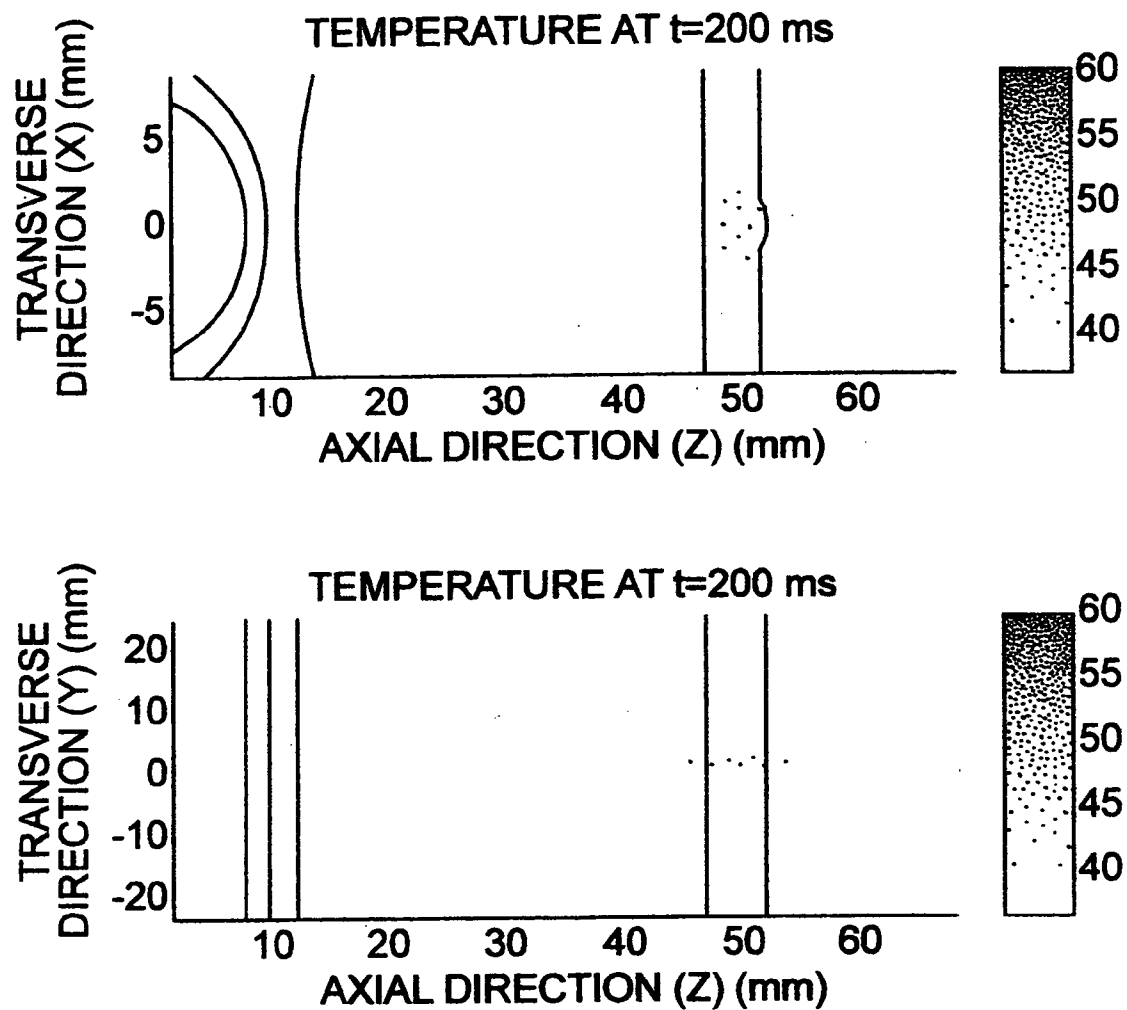 TEMPERATURE AT t=200 ms
TRANSVERSE
DIRECTION (X) (mm)
5
0
-5
10 20 30 40 50 60
AXIAL DIRECTION (Z) (mm)
60
55
50
45
40
TEMPERATURE AT t=200 ms
TRANSVERSE
DIRECTION (Y) (mm)
20
10
0
-10
-20
10 20 30 40 50 60
AXIAL DIRECTION (Z) (mm)
60
55
50
45
40